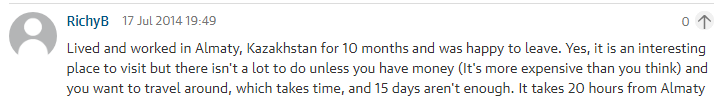 RichyB 17 Jul 2014 19:49 0
Lived and worked in Almaty, Kazakhstan for 10 months and was happy to leave. Yes, it is an interesting
place to visit but there isn't a lot to do unless you have money (It's more expensive than you think) and
you want to travel around, which takes time, and 15 days aren't enough. It takes 20 hours from Almaty